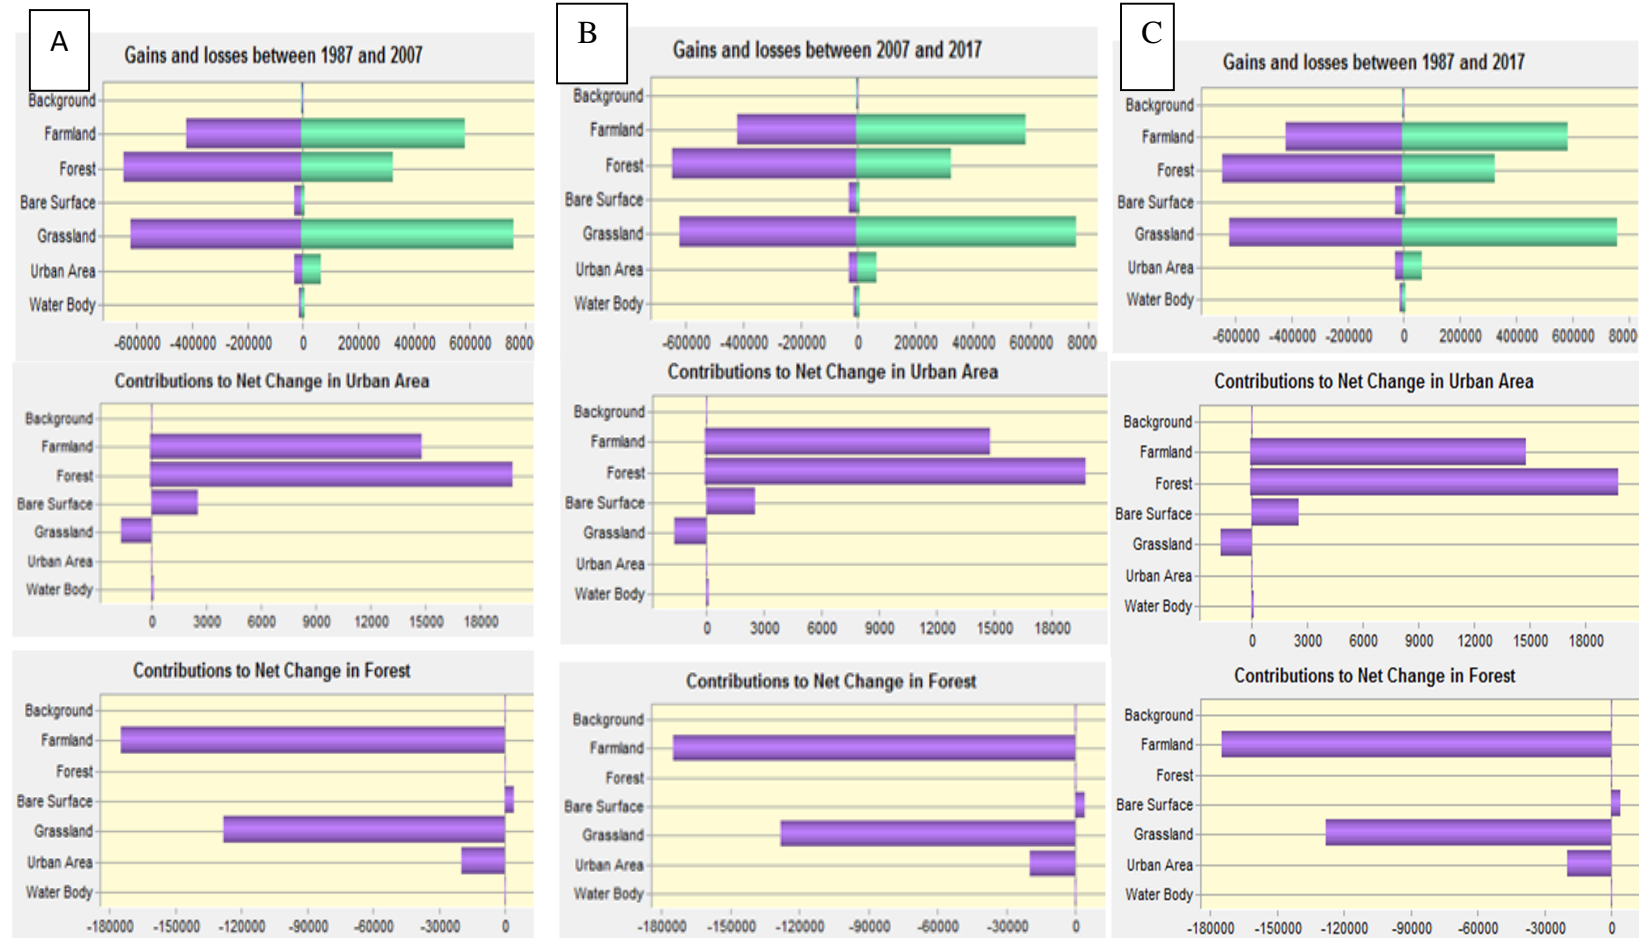 A
Gains and losses between 1987 and 2007
Background
Farmland
Forest
Bare Surface
Grassland
Urban Area
Water Body
-600000 -400000 -200000 0 200000 400000 600000 8000
Contributions to Net Change in Urban Area
Background
Farmland
Forest
Bare Surface
Grassland
Urban Area
Water Body
0 3000 6000 9000 12000 15000 18000
Contributions to Net Change in Forest
Background
Farmland
Forest
Bare Surface
Grassland
Urban Area
Water Body
-180000 -150000 -120000 -90000 -60000 -30000 0
B
Gains and losses between 2007 and 2017
Background
Farmland
Forest
Bare Surface
Grassland
Urban Area
Water Body
-600000 -400000 -200000 0 200000 400000 600000 8000
Contributions to Net Change in Urban Area
Background
Farmland
Forest
Bare Surface
Grassland
Urban Area
Water Body
0 3000 6000 9000 12000 15000 18000
Contributions to Net Change in Forest
Background
Farmland
Forest
Bare Surface
Grassland
Urban Area
Water Body
-180000 -150000 -120000 -90000 -60000 -30000 0
C
Gains and losses between 1987 and 2017
Background
Farmland
Forest
Bare Surface
Grassland
Urban Area
Water Body
-600000 -400000 -200000 0 200000 400000 600000 800
Contributions to Net Change in Urban Area
Background
Farmland
Forest
Bare Surface
Grassland
Urban Area
Water Body
0 3000 6000 9000 12000 15000 18000
Contributions to Net Change in Forest
Background
Farmland
Forest
Bare Surface
Grassland
Urban Area
Water Body
-180000 -150000 -120000 -90000 -60000 -30000 0